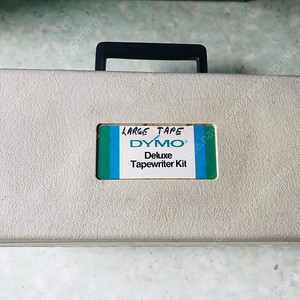 LARGE TAPE
DYMO®
Deluxe
Tapewriter Kit